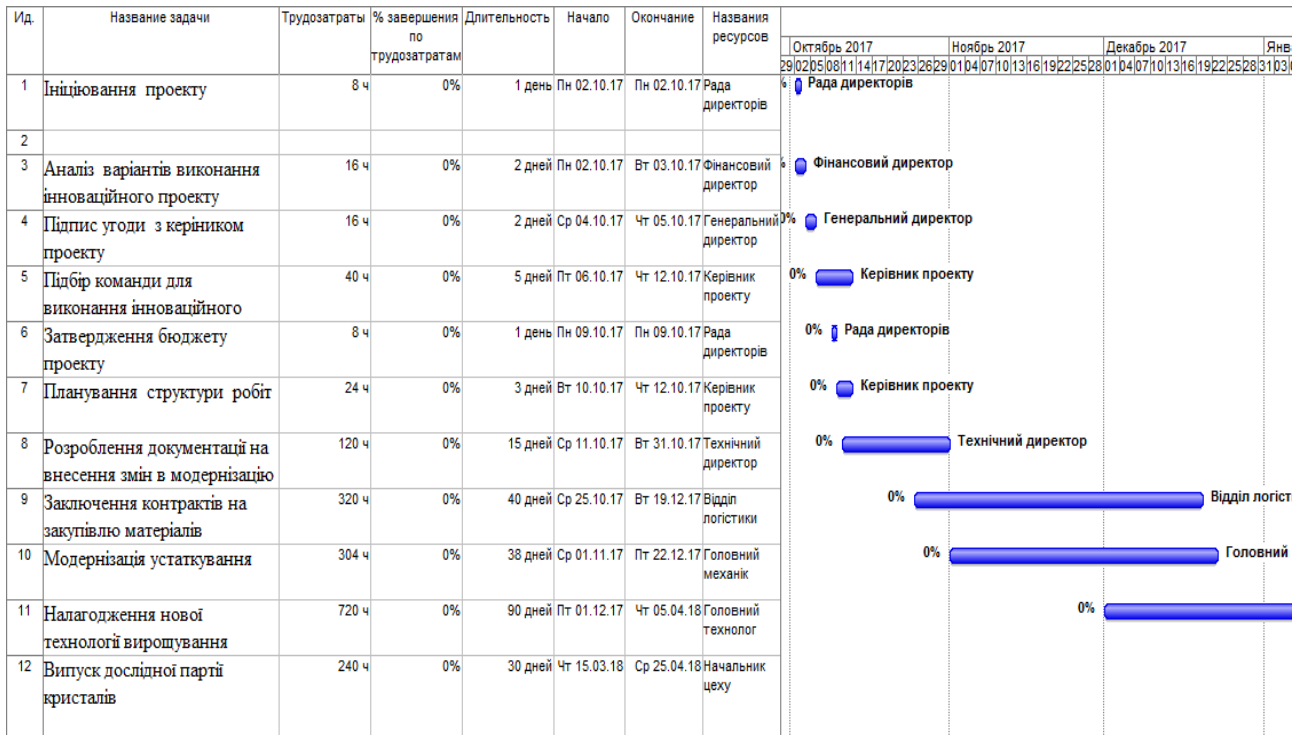 Ид.
Название задачи
Трудозатраты
% завершения
по
трудозатратам
Длительность
Начало
Окончание
Названия
ресурсов
Октябрь 2017
Ноябрь 2017
Декабрь 2017
Янв
29 02 05 08 11 14 17 20 23 26 29 01 04 07 10 13 16 19 22 25 28 01 04 07 10 13 16 19 22 25 28 31 03
1 Ініціювання проекту 8 ч 0% 1 день Пн 02.10.17 Пн 02.10.17 Рада % Рада директорів
директорів
2
3 Аналіз варіантів виконання 16 ч 0% 2 дней Пн 02.10.17 Вт 03.10.17 Фінансовий Фінансовий директор
інноваційного проекту директор
4 Підпис угоди з керіником 16 ч 0% 2 дней Ср 04.10.17 Чт 05.10.17 Генеральний 0% Генеральний директор
проекту директор
5 Підбір команди для 40 ч 0% 5 дней Пт 06.10.17 Чт 12.10.17 Керівник 0% Керівник проекту
виконання інноваційного проекту
6 Затвердження бюджету 8 ч 0% 1 день Пн 09.10.17 Пн 09.10.17 Рада 0% Рада директорів
проекту директорів
7 Планування структури робіт 24 ч 0% 3 дней Вт 10.10.17 Чт 12.10.17 Керівник 0% Керівник проекту
проекту
8 Розроблення документації на 120 ч 0% 15 дней Ср 11.10.17 Вт 31.10.17 Технічний 0% Технічний директор
внесення змін в модернізацію директор
9 Заключення контрактів на 320 ч 0% 40 дней Ср 25.10.17 Вт 19.12.17 Відділ 0% Відділ логіст
закупівлю матеріалів логістики
10 Модернізація устаткування 304 ч 0% 38 дней Ср 01.11.17 Пт 22.12.17 Головний 0% Головний
механік
11 Налагодження нової 720 ч 0% 90 дней Пт 01.12.17 Чт 05.04.18 Головний 0%
технології вирощування технолог
12 Випуск дослідної партії 240 ч 0% 30 дней Чт 15.03.18 Ср 25.04.18 Начальник
кристалів цеху